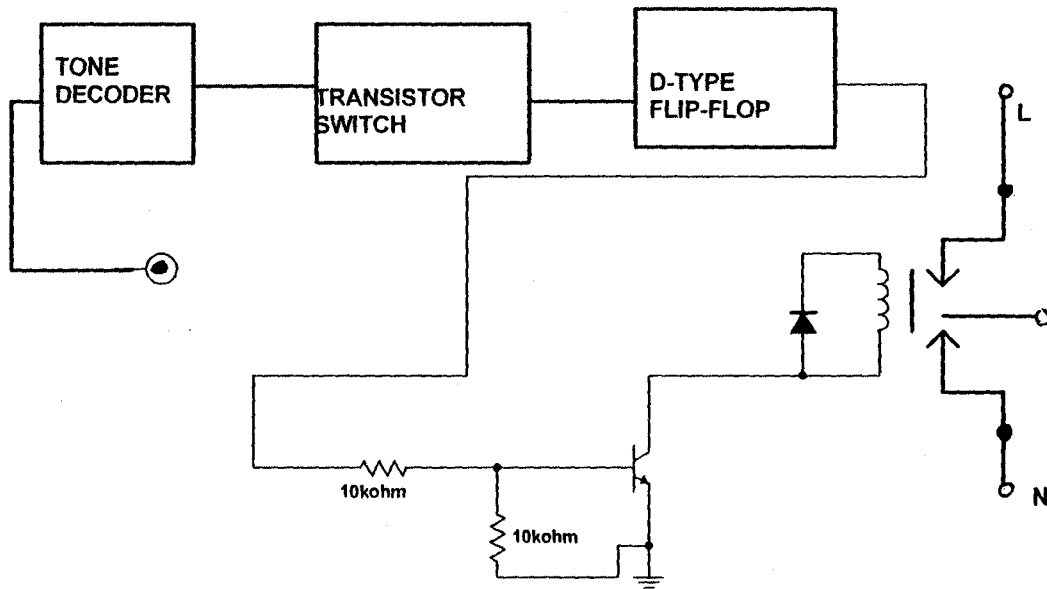 TONE
DECODER
TRANSISTOR
SWITCH
D-TYPE
FLIP-FLOP
L
10kohm
10kohm
N